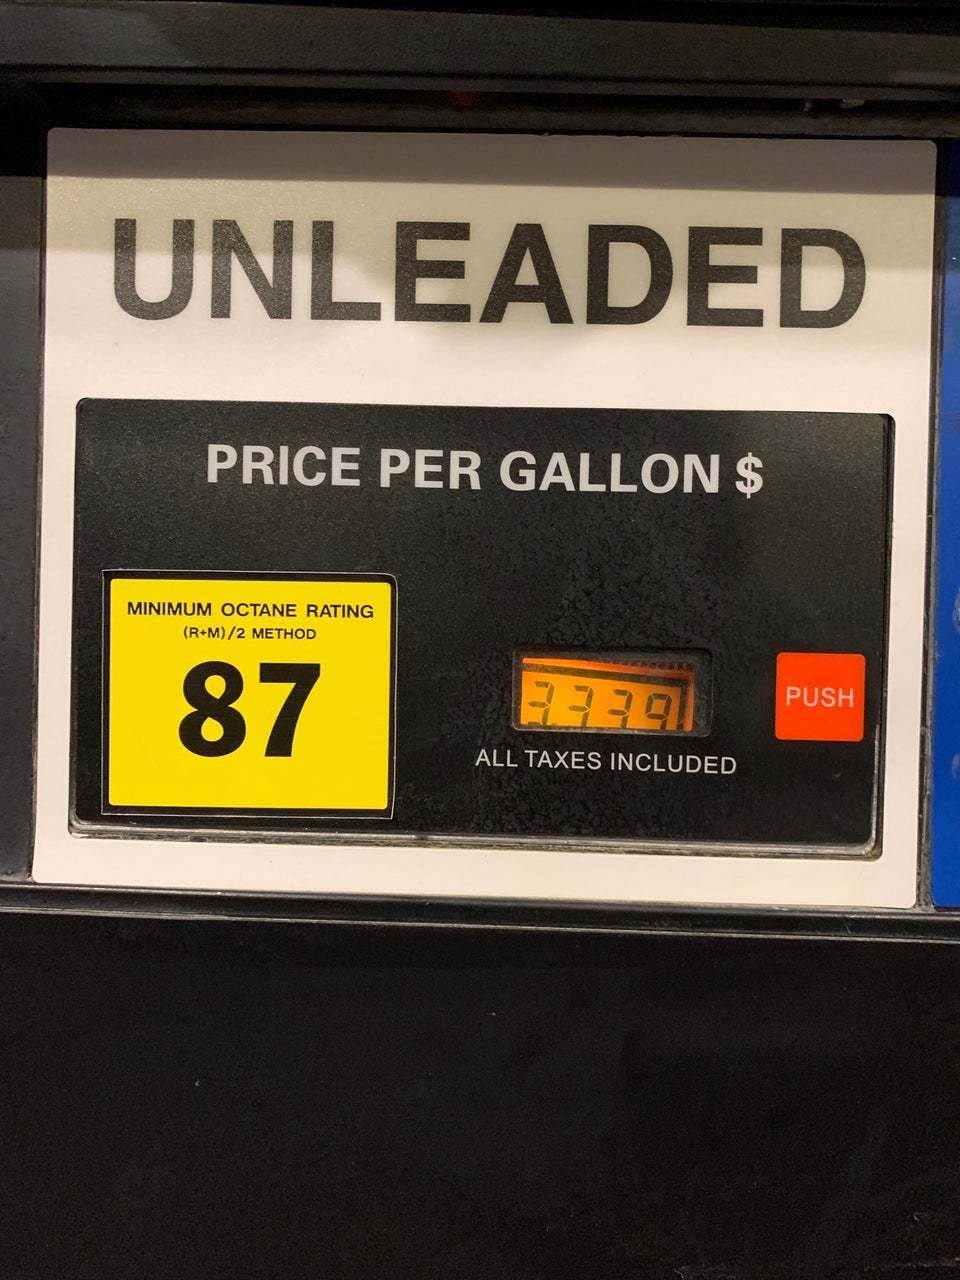 UNLEADED
PRICE PER GALLON $
MINIMUM OCTANE RATING
(R+M)/2 METHOD
87
3.339
PUSH
ALL TAXES INCLUDED